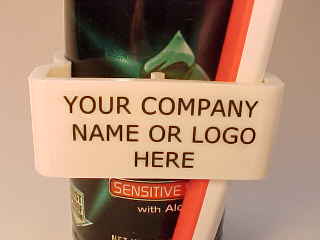 YOUR COMPANY
NAME OR LOGO
HERE
SENSITIVE
with Alo